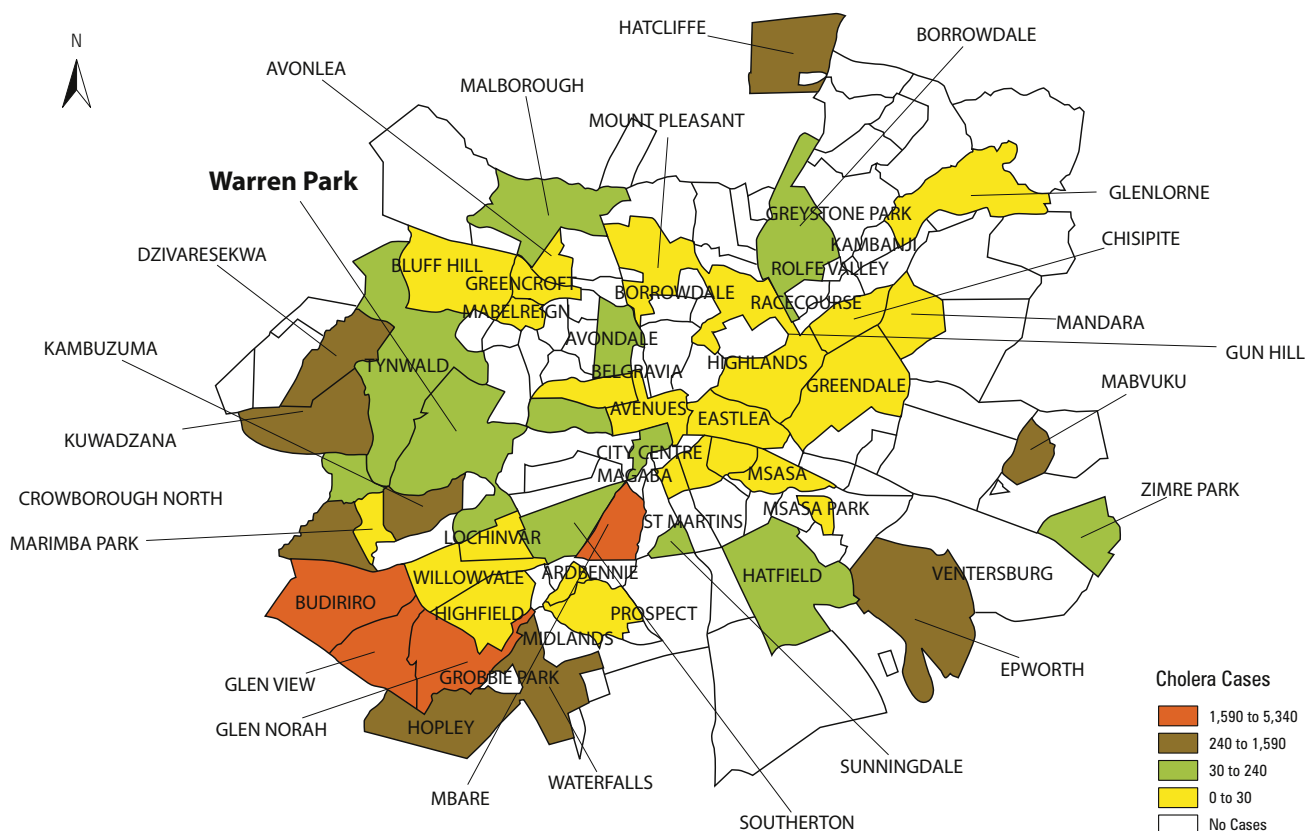 HATCLIFFE
BORROWDALE
N
AVONLEA
MALBOROUGH
MOUNT PLEASANT
Warren Park
GLENLORNE
GREYSTONE PARK
DZIVARESEKWA
KAMBANJI
CHISIPITE
BLUFF HILL
ROLFE VALLEY
GREENCROFT
BORROWDALE
RACECOURSE
MABELREIGN
MANDARA
KAMBUZUMA
AVONDALE
GUN HILL
TYNWALD
HIGHLANDS
BELGRAVIA
GREENDALE
MABVUKU
AVENUES
EASTLEA
KUWADZANA
CITY CENTRE
MAGABA
MSASA
ZIMRE PARK
CROWBOROUGH NORTH
MSASA PARK
ST MARTINS
MARIMBA PARK
LOCHINVAR
ARDBENNIE
VENTERSBURG
WILLOWVALE
HATFIELD
BUDIRIRO
HIGHFIELD
PROSPECT
MIDLANDS
EPWORTH
GLEN VIEW
GROBBIE PARK
GLEN NORAH
HOPLEY
SUNNINGDALE
WATERFALLS
MBARE
SOUTHERTON
Cholera Cases
1,590 to 5,340
240 to 1,590
30 to 240
0 to 30
No Cases